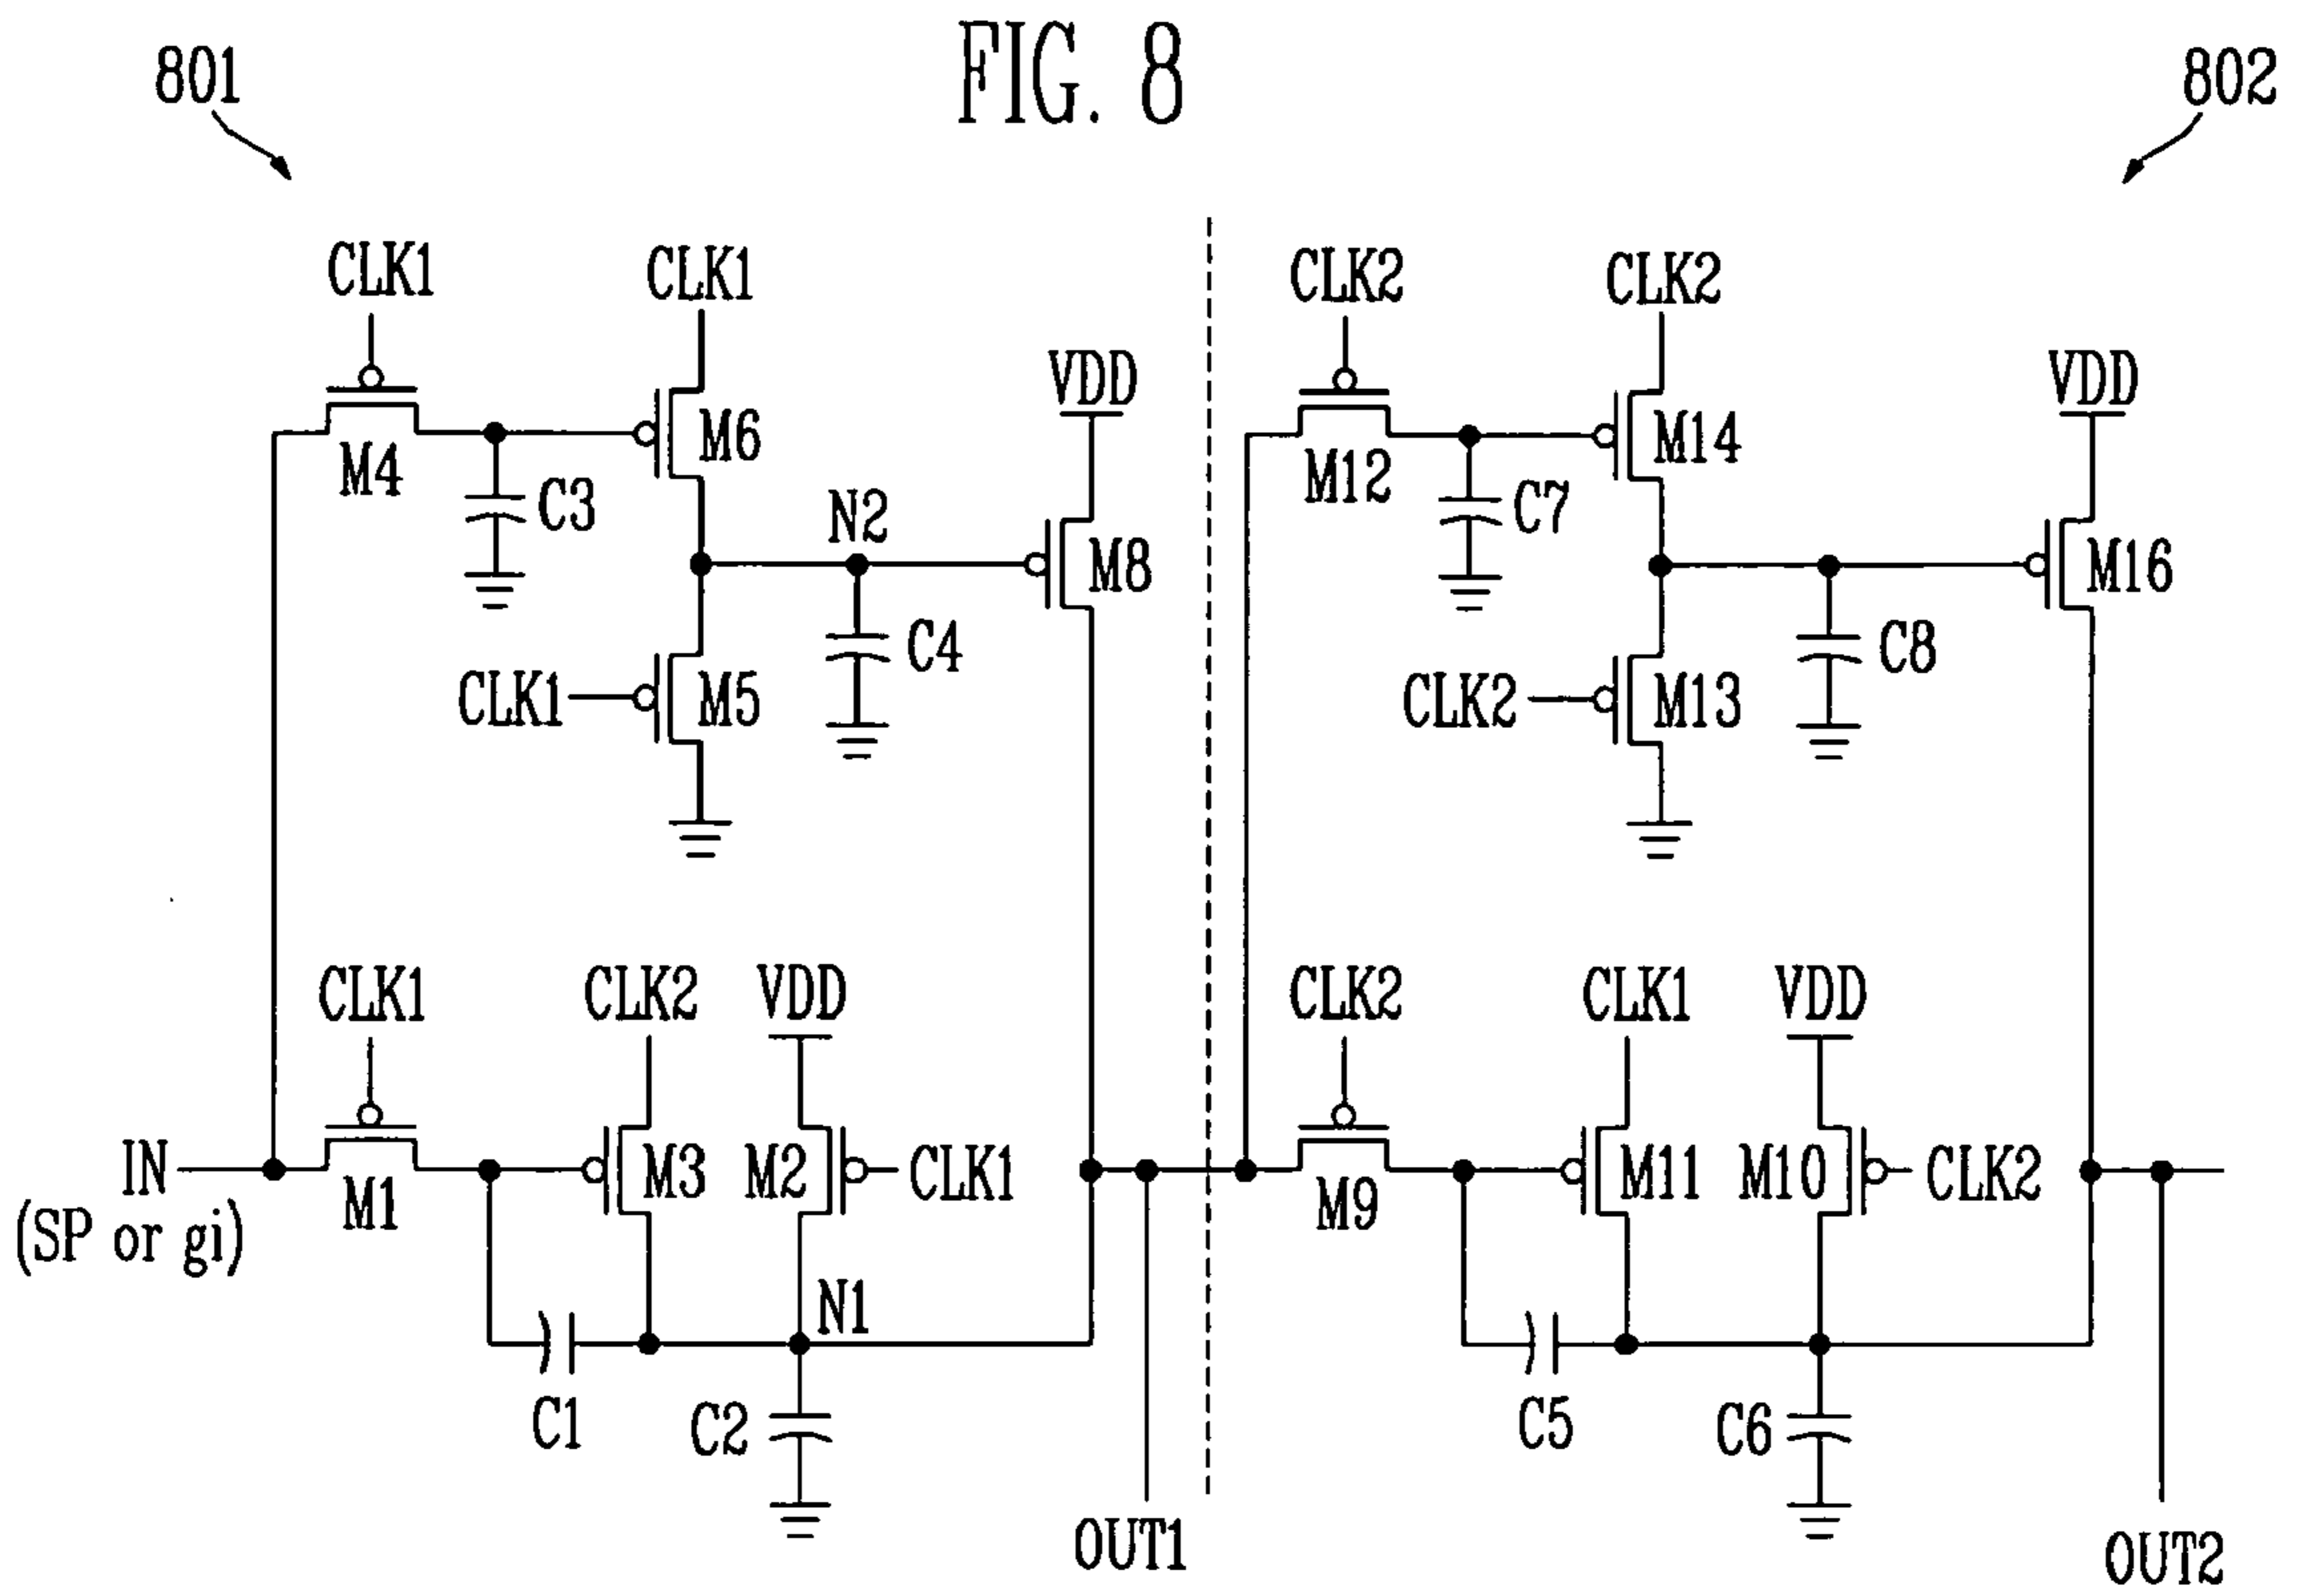 FIG. 8
801
802
CLK1
CLK1
VDD
M4
M6
C3
N2
M8
C4
CLK1
M5
CLK2
CLK2
VDD
M12
M14
C7
M16
C8
CLK2
M13
CLK1
CLK2
VDD
IN
(SP or gi)
M1
M3
M2
CLK1
N1
C1
C2
OUT1
CLK2
CLK1
VDD
M9
M11
M10
CLK2
C5
C6
OUT2